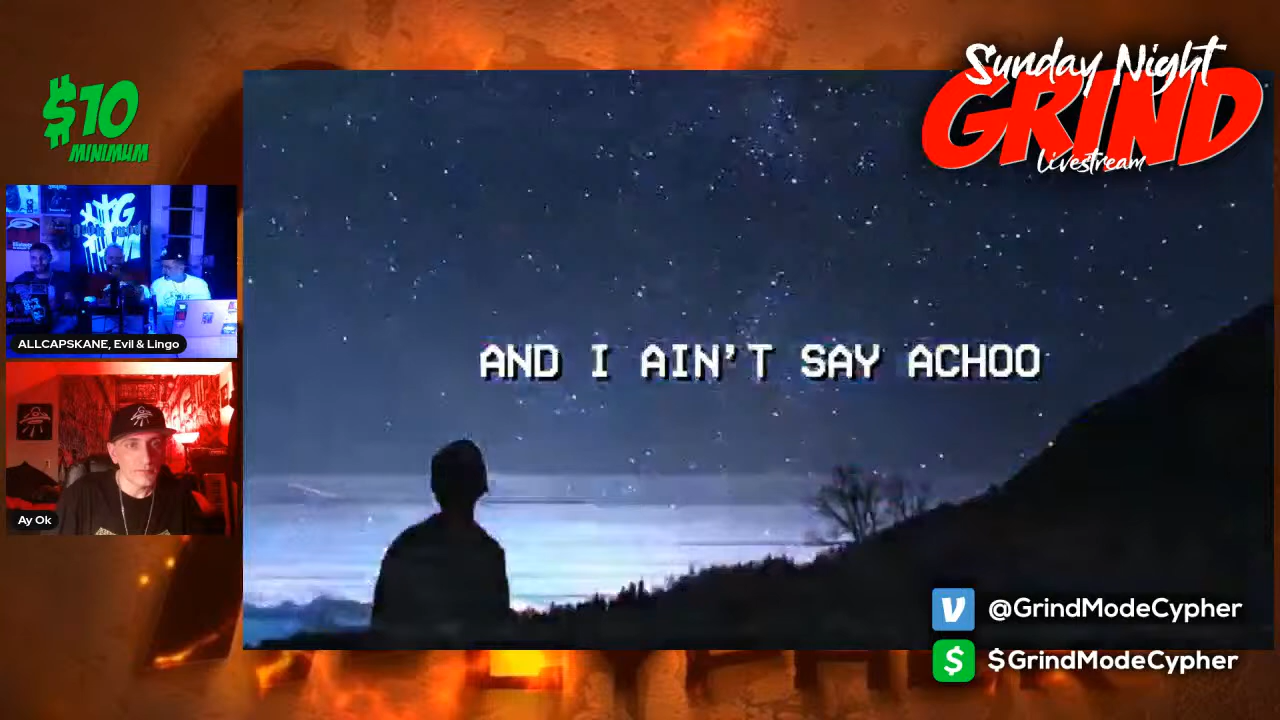 $10
MINIMUM
Sunday Night
GRIND
Livestream
AND I AIN'T SAY ACHOO
ALLCAPSKANE, Evil & Lingo
Ay Ok
@GrindModeCypher
$GrindModeCypher